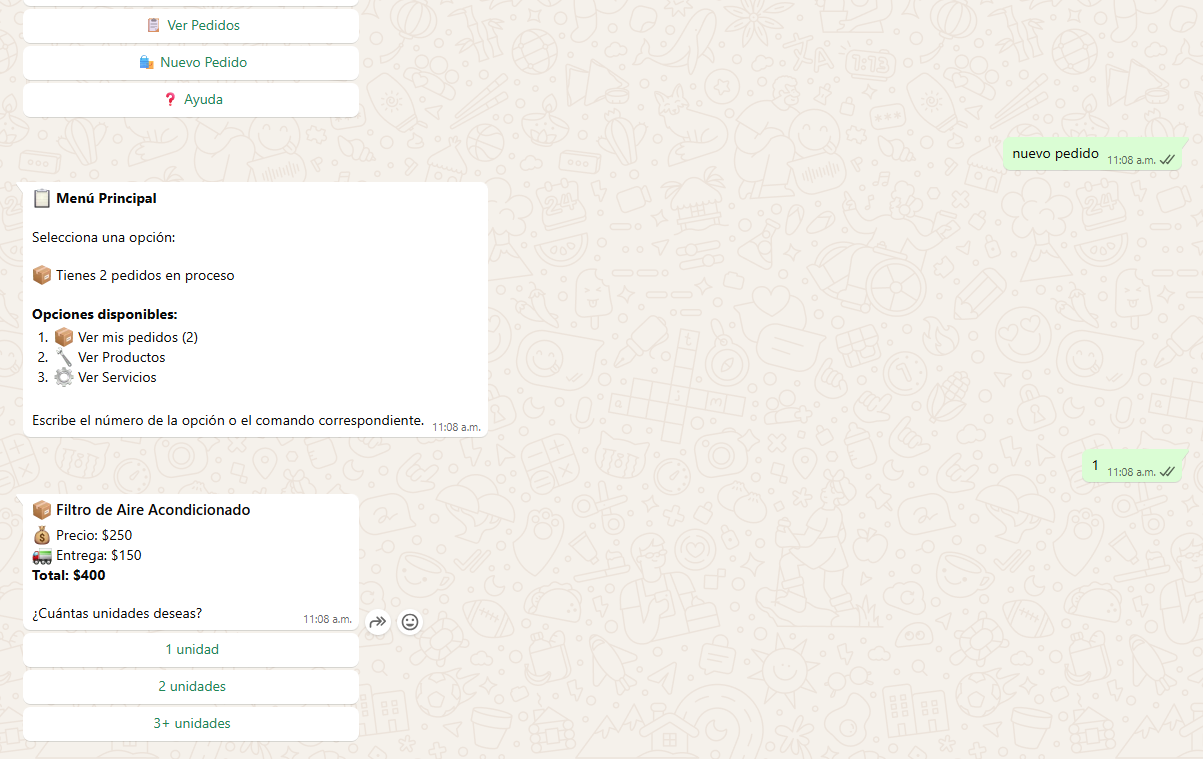 📋 Ver Pedidos
🛍️ Nuevo Pedido
❓ Ayuda
nuevo pedido 11:08 a.m.
📋 Menú Principal
Selecciona una opción:
📦 Tienes 2 pedidos en proceso
Opciones disponibles:
1. 📦 Ver mis pedidos (2)
2. 🔧 Ver Productos
3. ⚙️ Ver Servicios
Escribe el número de la opción o el comando correspondiente. 11:08 a.m.
1 11:08 a.m.
📦 Filtro de Aire Acondicionado
💰 Precio: $250
🚛 Entrega: $150
Total: $400
¿Cuántas unidades deseas? 11:08 a.m.
1 unidad
2 unidades
3+ unidades